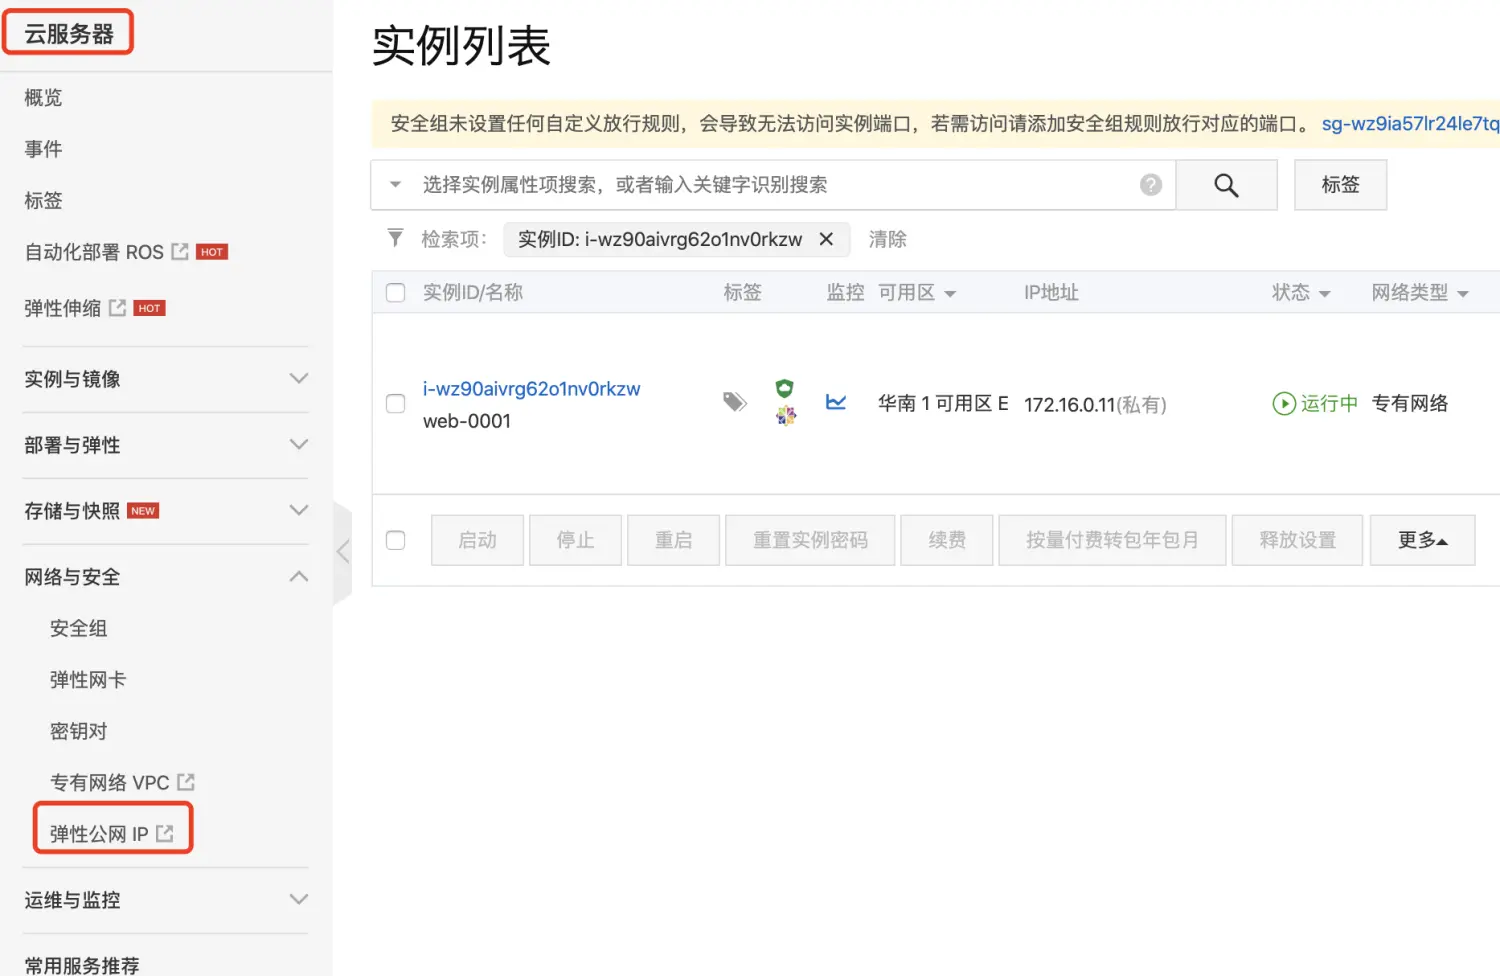 云服务器
概览
事件
标签
自动化部署 ROS HOT
弹性伸缩 HOT
实例与镜像
部署与弹性
存储与快照 NEW
网络与安全
安全组
弹性网卡
密钥对
专有网络 VPC
弹性公网 IP
运维与监控
常用服务推荐
实例列表
安全组未设置任何自定义放行规则，会导致无法访问实例端口，若需访问请添加安全组规则放行对应的端口。 sg-wz9ia57lr24le7tq
选择实例属性项搜索，或者输入关键字识别搜索 ? 标签
检索项： 实例ID: i-wz90aivrg62o1nv0rkzw 清除
实例ID/名称 标签 监控 可用区 IP地址 状态 网络类型
i-wz90aivrg62o1nv0rkzw
web-0001
华南 1 可用区 E 172.16.0.11(私有) 运行中 专有网络
启动 停止 重启 重置实例密码 续费 按量付费转包年包月 释放设置 更多